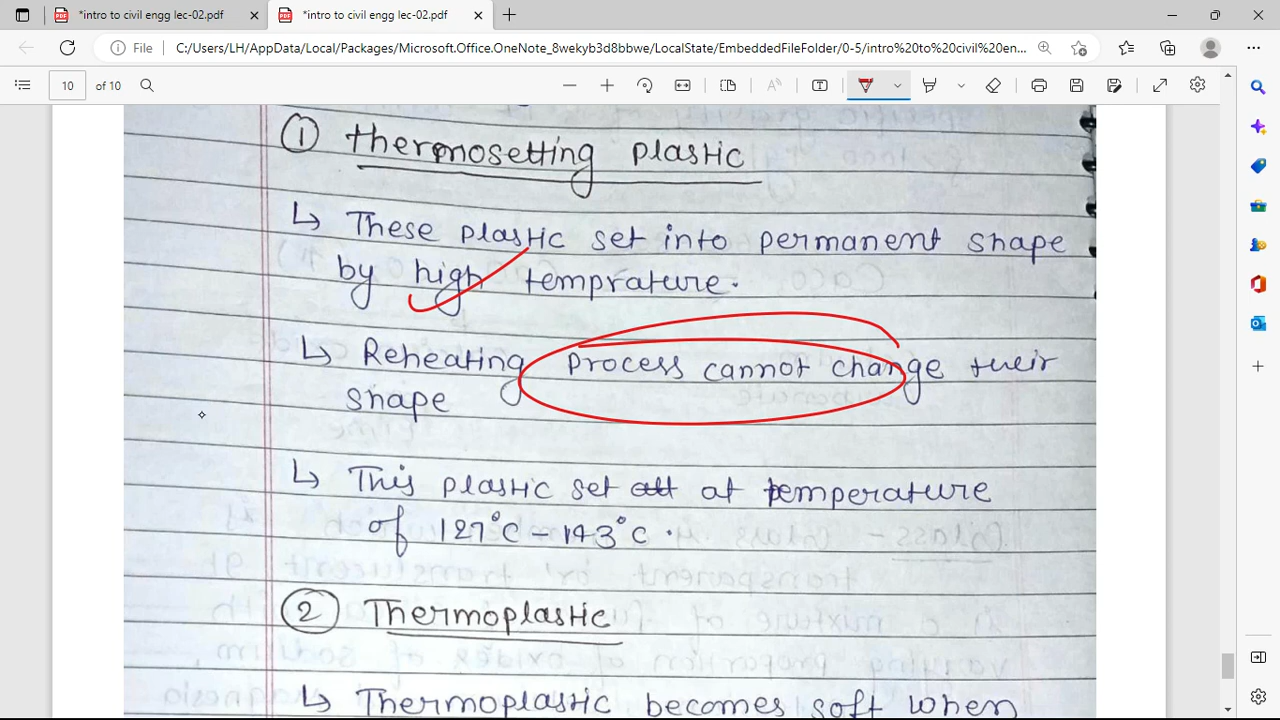 *intro to civil engg lec-02.pdf
*intro to civil engg lec-02.pdf
File C:/Users/LH/AppData/Local/Packages/Microsoft.Office.OneNote_8wekyb3d8bbwe/LocalState/EmbeddedFileFolder/0-5/intro%20to%20civil%20en...
10 of 10
① Thermosetting plastic
↳ These plastic set into permanent shape
by high temprature.
↳ Reheating process cannot change their
shape
↳ This plastic set at temperature
of 127°C - 143°C.
② Thermoplastic
↳ Thermoplastic becomes soft when